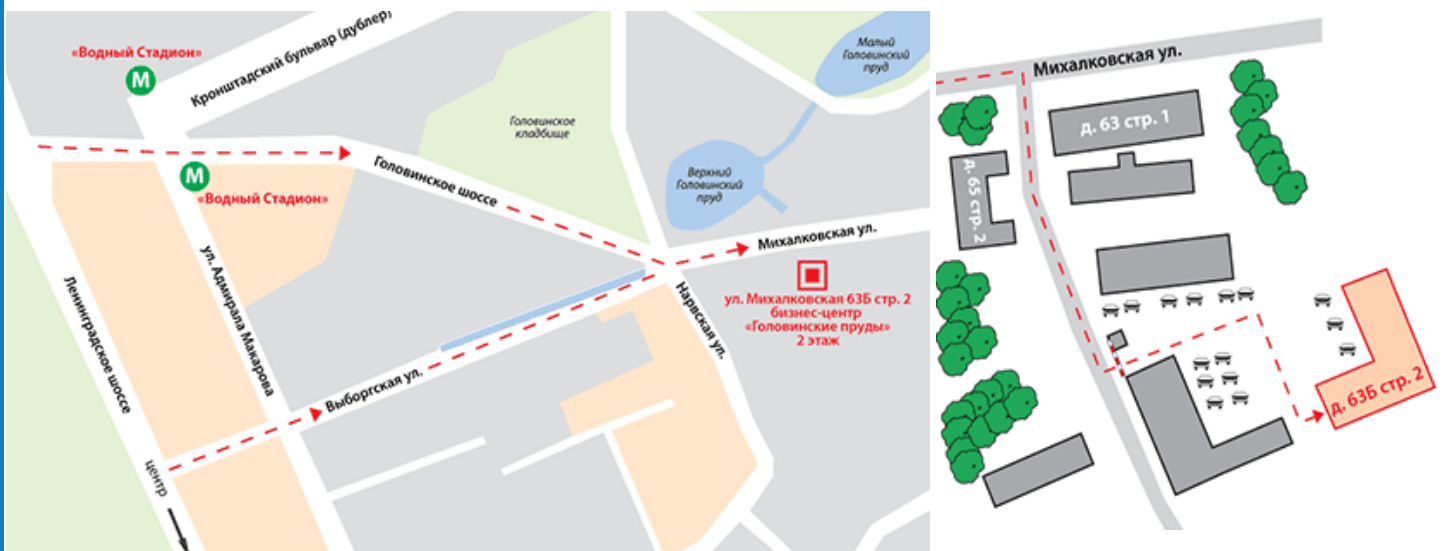 «Водный Стадион»
М
Кронштадский бульвар (дублер)
Малый
Головинский
пруд
Головинское
кладбище
Головинское шоссе
Верхний
Головинский
пруд
М
«Водный Стадион»
Михалковская ул.
ул. Михалковская 63Б стр. 2
бизнес-центр
«Головинские пруды»
2 этаж
ул. Адмирала Макарова
Ленинградское шоссе
Нарвская ул.
Выборгская ул.
центр
Михалковская ул.
д. 63 стр. 1
д. 65 стр. 2
д. 63Б стр. 2